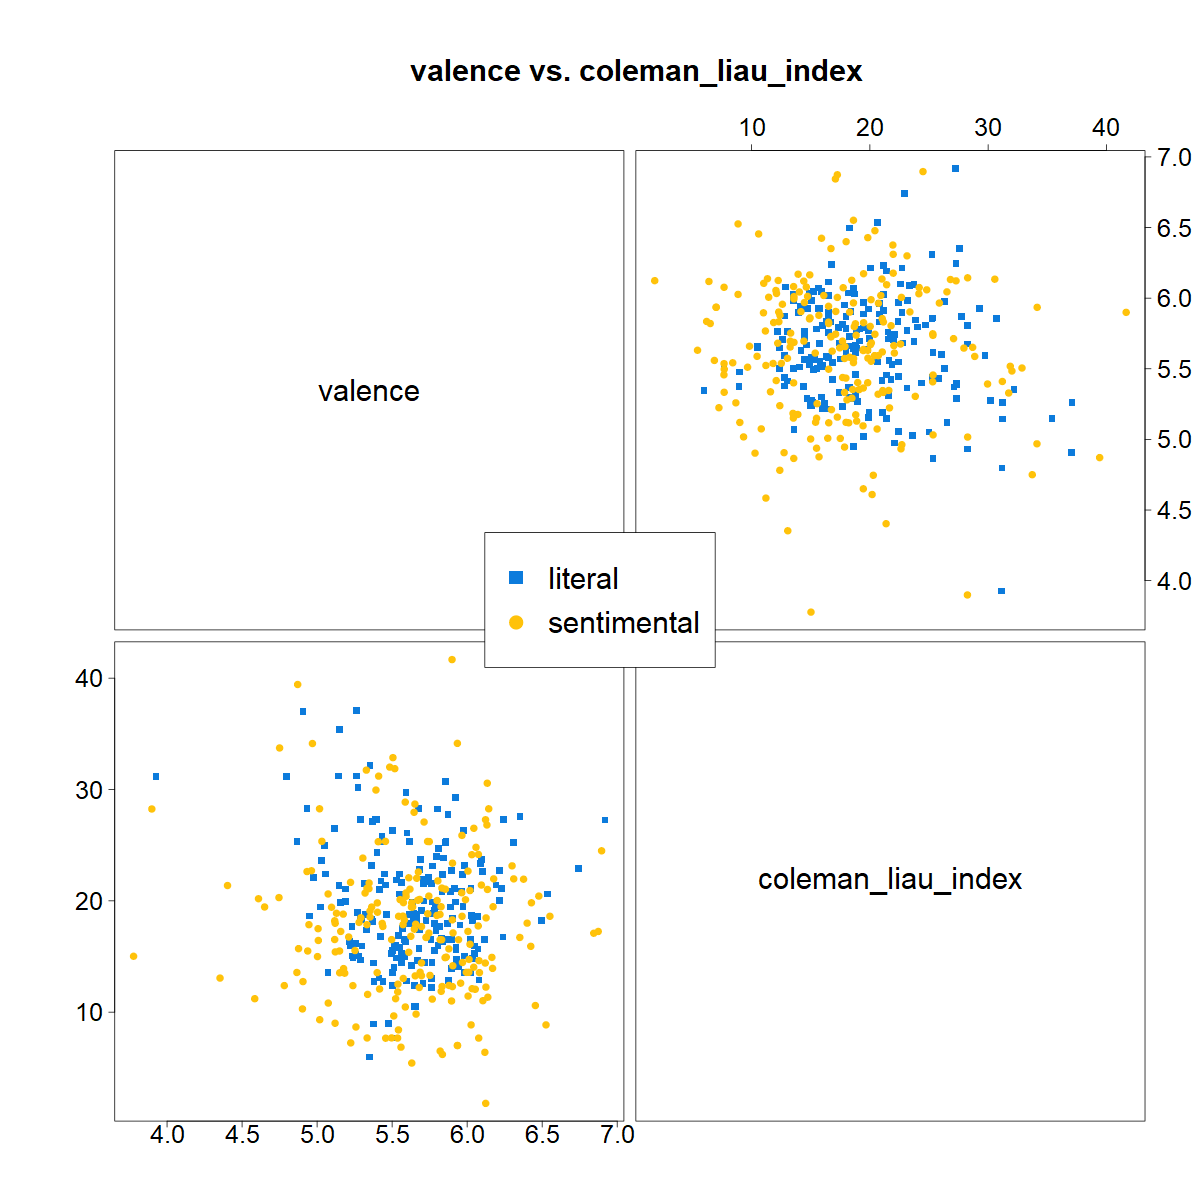 valence vs. coleman_liau_index
10 20 30 40
7.0
6.5
6.0
5.5
5.0
4.5
4.0
valence
literal
sentimental
40
30
20
10
coleman_liau_index
4.0 4.5 5.0 5.5 6.0 6.5 7.0